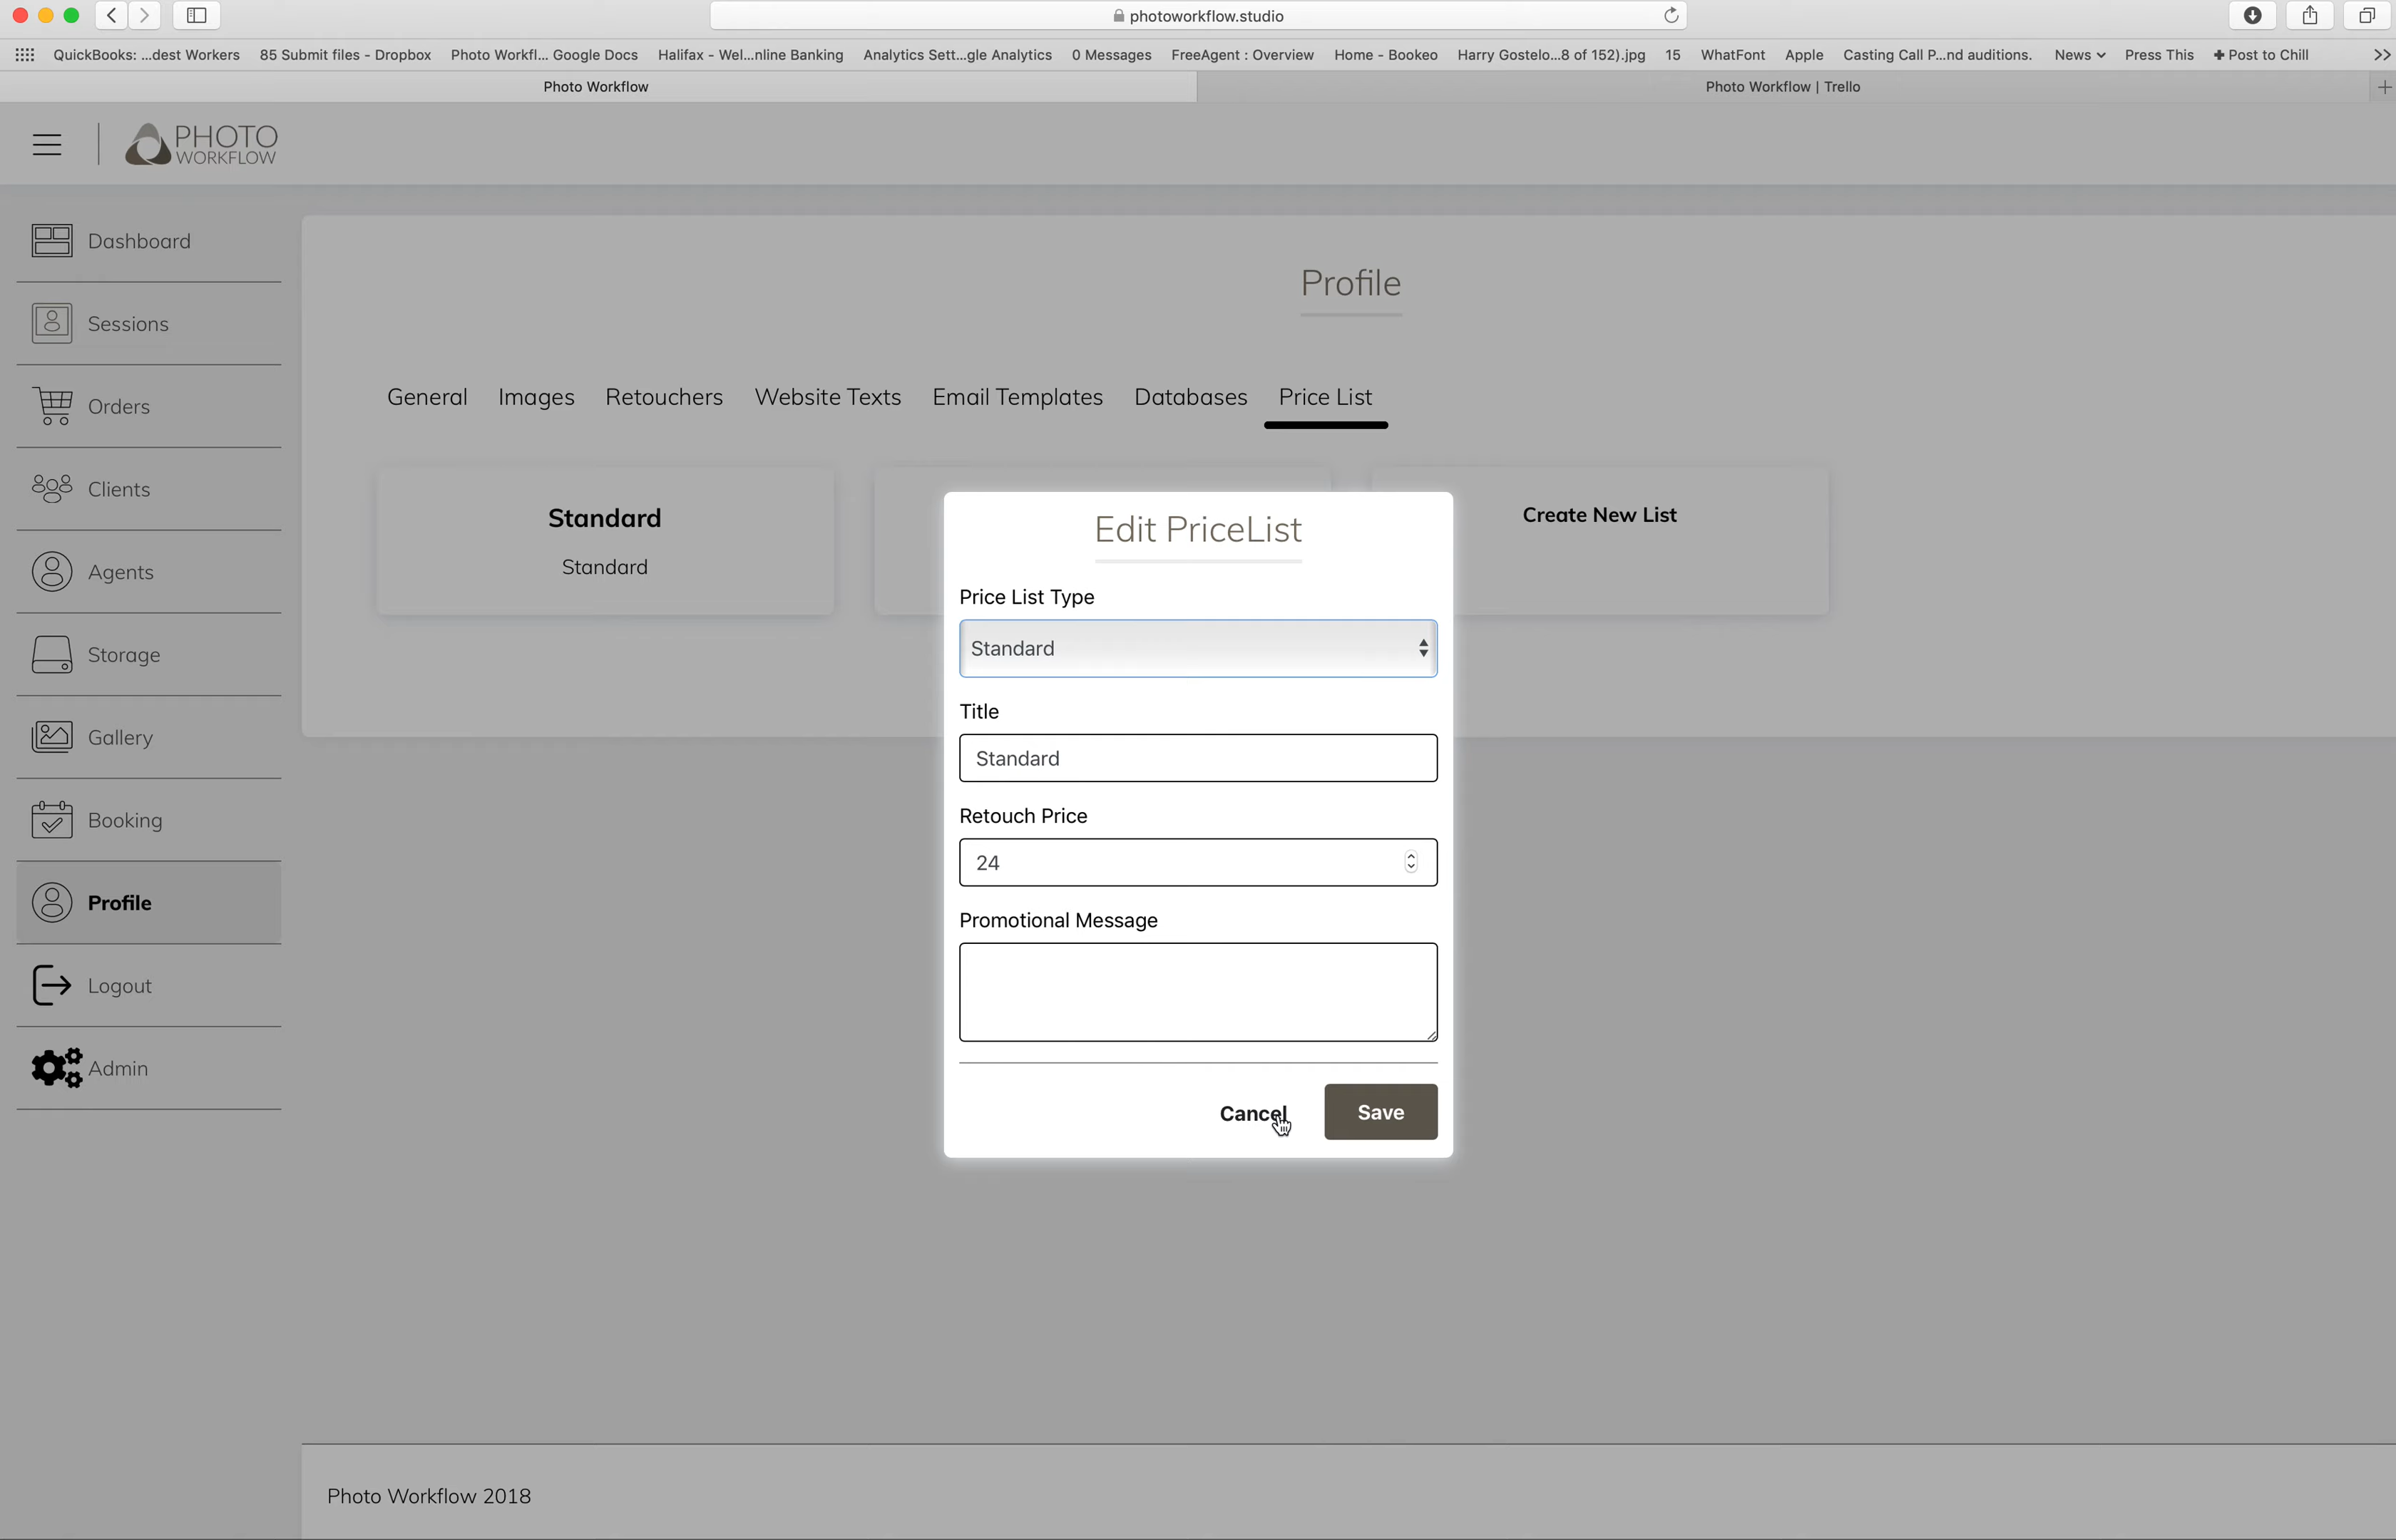 photoworkflow.studio
QuickBooks: ...dest Workers 85 Submit files - Dropbox Photo Workfl... Google Docs Halifax - Wel...nline Banking Analytics Sett...gle Analytics 0 Messages FreeAgent : Overview Home - Bookeo Harry Gostelo...8 of 152).jpg 15 WhatFont Apple Casting Call P...nd auditions. News Press This + Post to Chill >>
Photo Workflow
Photo Workflow | Trello
PHOTO
WORKFLOW
Dashboard
Sessions
Orders
Clients
Agents
Storage
Gallery
Booking
Profile
Logout
Admin
Profile
General Images Retouchers Website Texts Email Templates Databases Price List
Standard
Standard
Create New List
Edit PriceList
Price List Type
Standard
Title
Standard
Retouch Price
24
Promotional Message
Cancel Save
Photo Workflow 2018